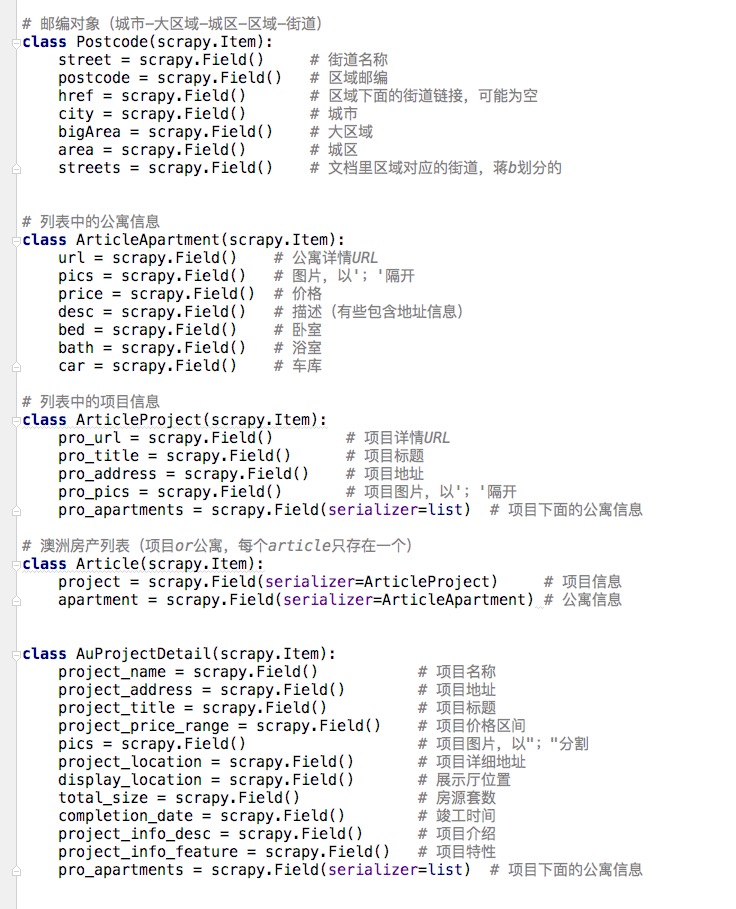 # 邮编对象（城市—大区域—城区—区域—街道）
class Postcode(scrapy.Item):
    street = scrapy.Field()     # 街道名称
    postcode = scrapy.Field()   # 区域邮编
    href = scrapy.Field()       # 区域下面的街道链接，可能为空
    city = scrapy.Field()       # 城市
    bigArea = scrapy.Field()    # 大区域
    area = scrapy.Field()       # 城区
    streets = scrapy.Field()    # 文档里区域对应的街道，蒋b划分的
# 列表中的公寓信息
class ArticleApartment(scrapy.Item):
    url = scrapy.Field()    # 公寓详情URL
    pics = scrapy.Field()   # 图片，以'；'隔开
    price = scrapy.Field()  # 价格
    desc = scrapy.Field()   # 描述（有些包含地址信息）
    bed = scrapy.Field()    # 卧室
    bath = scrapy.Field()   # 浴室
    car = scrapy.Field()    # 车库
# 列表中的项目信息
class ArticleProject(scrapy.Item):
    pro_url = scrapy.Field()        # 项目详情URL
    pro_title = scrapy.Field()      # 项目标题
    pro_address = scrapy.Field()    # 项目地址
    pro_pics = scrapy.Field()       # 项目图片，以'；'隔开
    pro_apartments = scrapy.Field(serializer=list)  # 项目下面的公寓信息
# 澳洲房产列表（项目or公寓，每个article只存在一个）
class Article(scrapy.Item):
    project = scrapy.Field(serializer=ArticleProject)     # 项目信息
    apartment = scrapy.Field(serializer=ArticleApartment) # 公寓信息
class AuProjectDetail(scrapy.Item):
    project_name = scrapy.Field()           # 项目名称
    project_address = scrapy.Field()        # 项目地址
    project_title = scrapy.Field()          # 项目标题
    project_price_range = scrapy.Field()    # 项目价格区间
    pics = scrapy.Field()                   # 项目图片，以"；"分割
    project_location = scrapy.Field()       # 项目详细地址
    display_location = scrapy.Field()       # 展示厅位置
    total_size = scrapy.Field()             # 房源套数
    completion_date = scrapy.Field()        # 竣工时间
    project_info_desc = scrapy.Field()      # 项目介绍
    project_info_feature = scrapy.Field()   # 项目特性
    pro_apartments = scrapy.Field(serializer=list)  # 项目下面的公寓信息